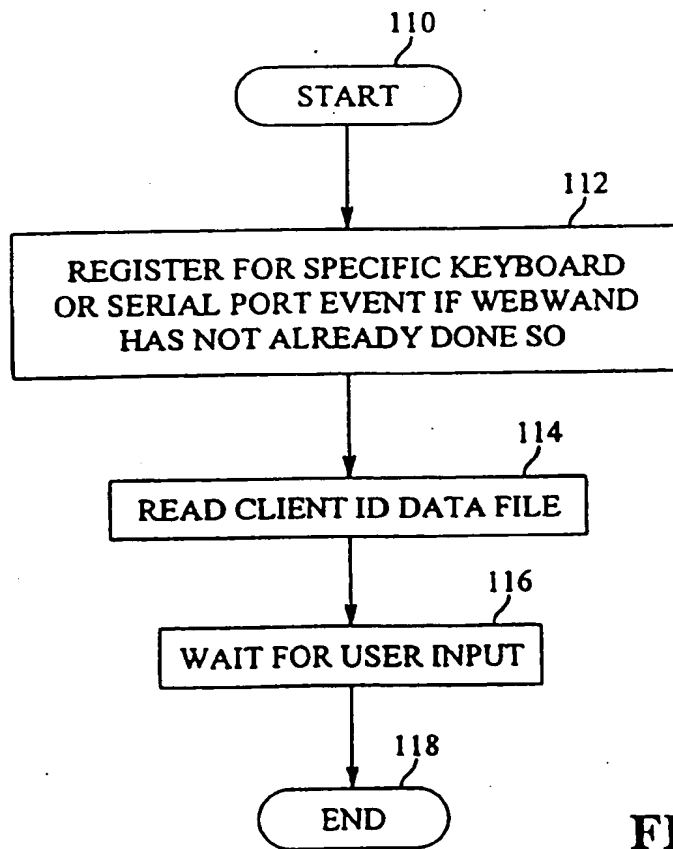 110
START
112
REGISTER FOR SPECIFIC KEYBOARD
OR SERIAL PORT EVENT IF WEBWAND
HAS NOT ALREADY DONE SO
114
READ CLIENT ID DATA FILE
116
WAIT FOR USER INPUT
118
END